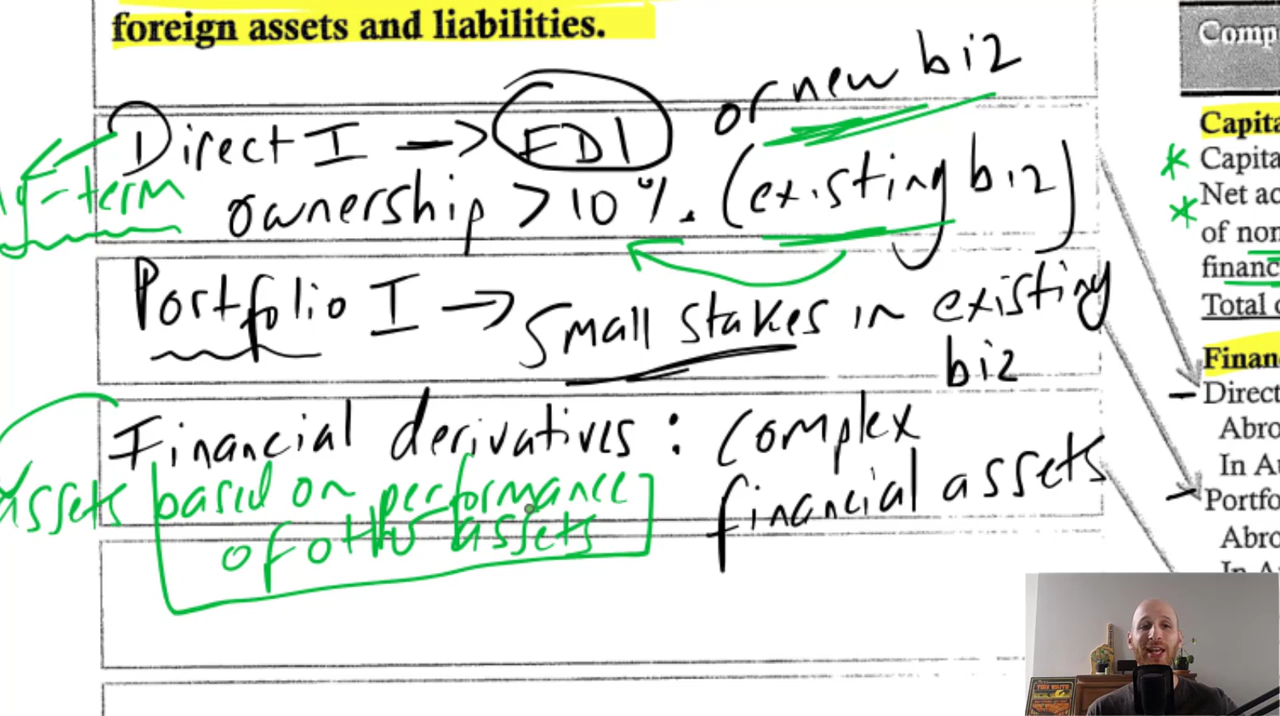 foreign assets and liabilities.
or new biz
Direct I → FDI
-term
ownership > 10%. (existing biz)
Portfolio I → small stakes in existing
biz
Financial derivatives : complex
financial assets
assets based on performance
of other assets
Comp
Capita
* Capita
* Net ac
of non
financ
Total
Finan
– Direct
Abro
In A
– Portfo
Abro
In A